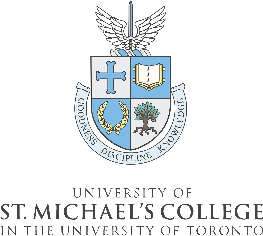 GOODNESS DISCIPLINE KNOWLEDGE
UNIVERSITY OF
ST. MICHAEL'S COLLEGE
IN THE UNIVERSITY OF TORONTO